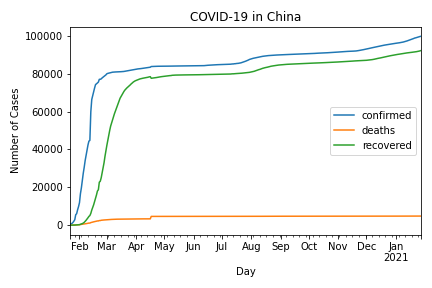 COVID-19 in China
100000
80000
60000
40000
20000
0
Number of Cases
confirmed
deaths
recovered
Feb Mar Apr May Jun Jul Aug Sep Oct Nov Dec Jan
2021
Day